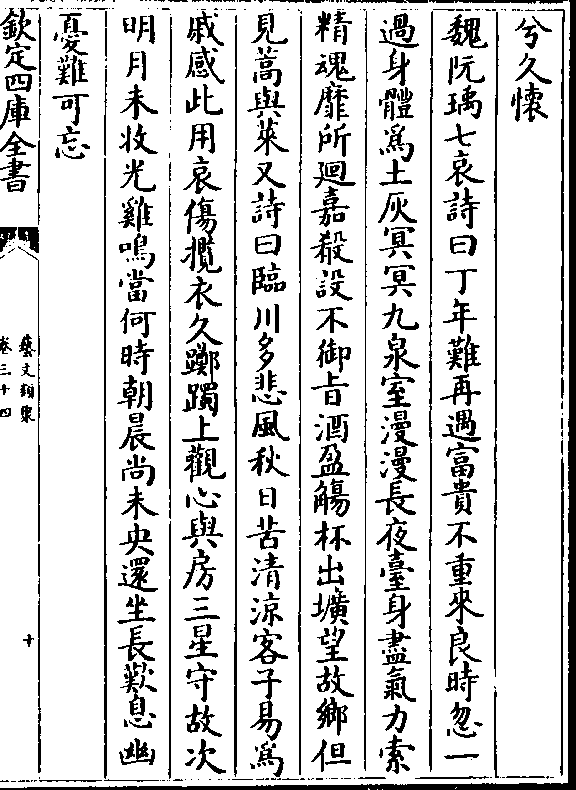 兮久懷
魏阮瑀七哀詩曰丁年難再遇富貴不重來良時忽一
過身體為土灰冥冥九泉室漫漫長夜臺身盡氣力索
精魂靡所廻嘉殽設不御旨酒盈觴杯出壙望故鄉但
見蒿與萊又詩曰臨川多悲風秋日苦清涼客子易為
戚感此用哀傷攬衣久躑躅上觀心與房三星守故次
明月未收光雞鳴當何時朝晨尚未央還坐長歎息幽
憂難可忘
欽定四庫全書
藝文類聚
卷三十四
十